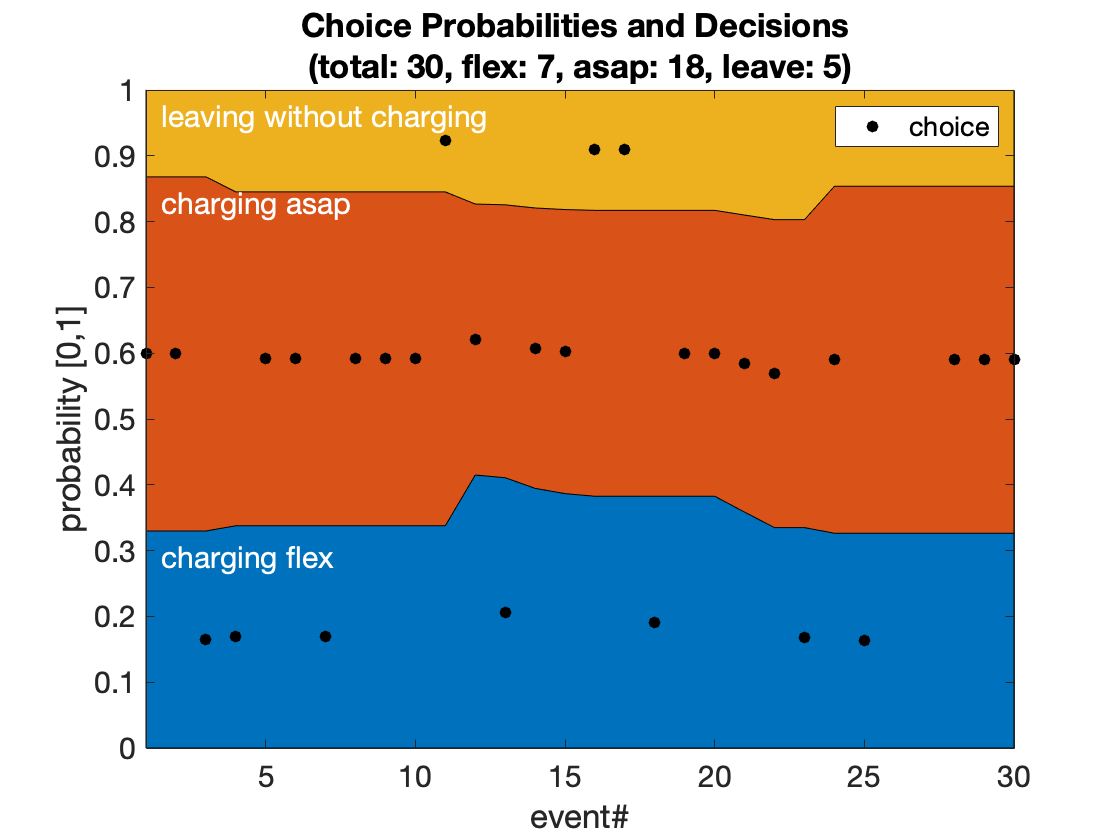 Choice Probabilities and Decisions
(total: 30, flex: 7, asap: 18, leave: 5)
leaving without charging
choice
charging asap
charging flex
probability [0,1]
1
0.9
0.8
0.7
0.6
0.5
0.4
0.3
0.2
0.1
0
5
10
15
20
25
30
event#